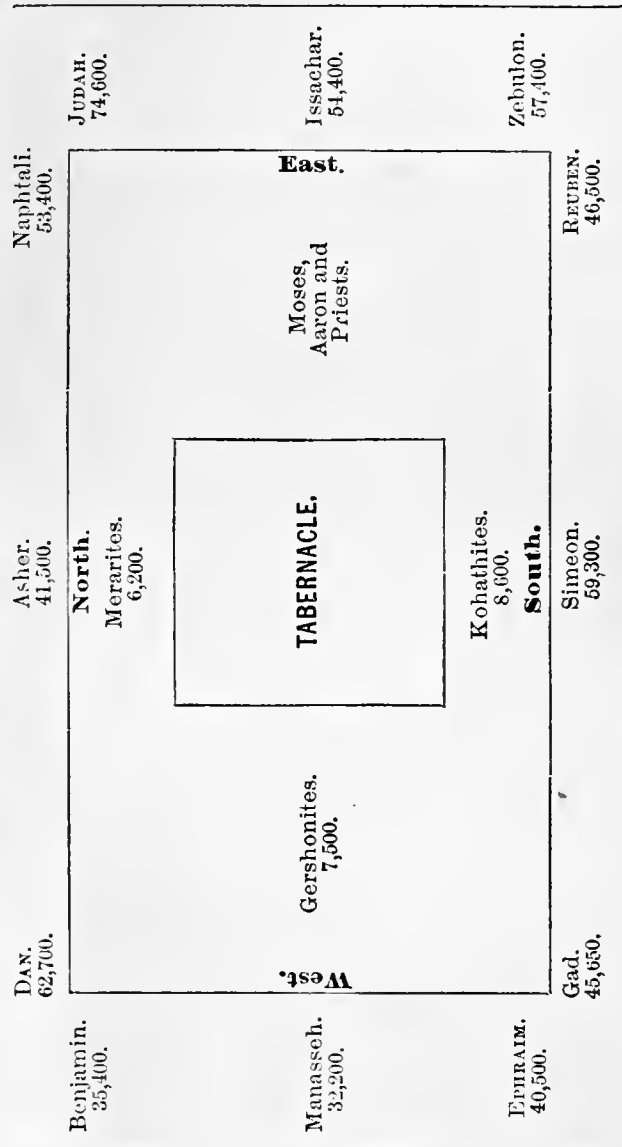 DAN.
62,700.
Asher.
41,500.
Naphtali.
53,400.
Benjamin.
35,400.
North.
Merarites.
6,200.
JUDAH.
74,600.
Manasseh.
32,200.
West.
Gershonites.
7,500.
TABERNACLE.
Moses,
Aaron and
Priests.
East.
Issachar.
54,400.
EPHRAIM.
40,500.
Kohathites.
8,600.
South.
Zebulon.
57,400.
Gad.
45,650.
Simeon.
59,300.
REUBEN.
46,500.